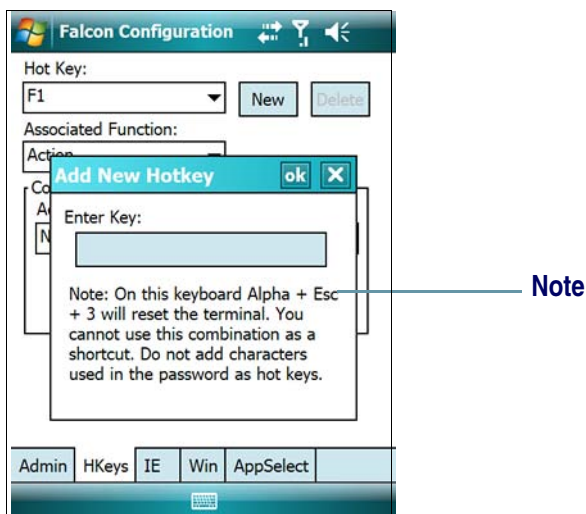 Falcon Configuration
Hot Key:
F1
New
Delete
Associated Function:
Action
Co
A
N
Add New Hotkey
ok
Enter Key:
Note: On this keyboard Alpha + Esc
+ 3 will reset the terminal. You
cannot use this combination as a
shortcut. Do not add characters
used in the password as hot keys.
Note
Admin
HKeys
IE
Win
AppSelect